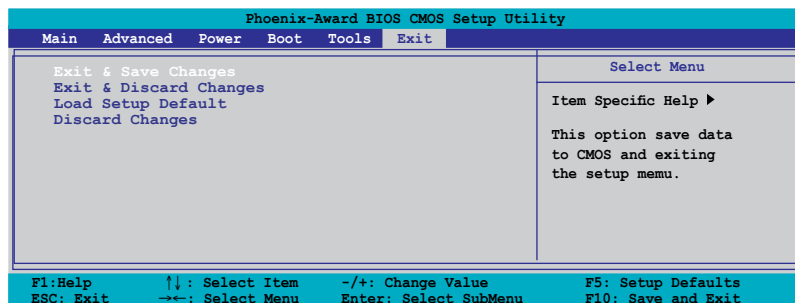 Phoenix-Award BIOS CMOS Setup Utility
Main Advanced Power Boot Tools Exit
Exit & Save Changes
Exit & Discard Changes
Load Setup Default
Discard Changes
Select Menu
Item Specific Help ▶
This option save data
to CMOS and exiting
the setup memu.
F1:Help ↑↓: Select Item -/+: Change Value F5: Setup Defaults
ESC: Exit →←: Select Menu Enter: Select SubMenu F10: Save and Exit